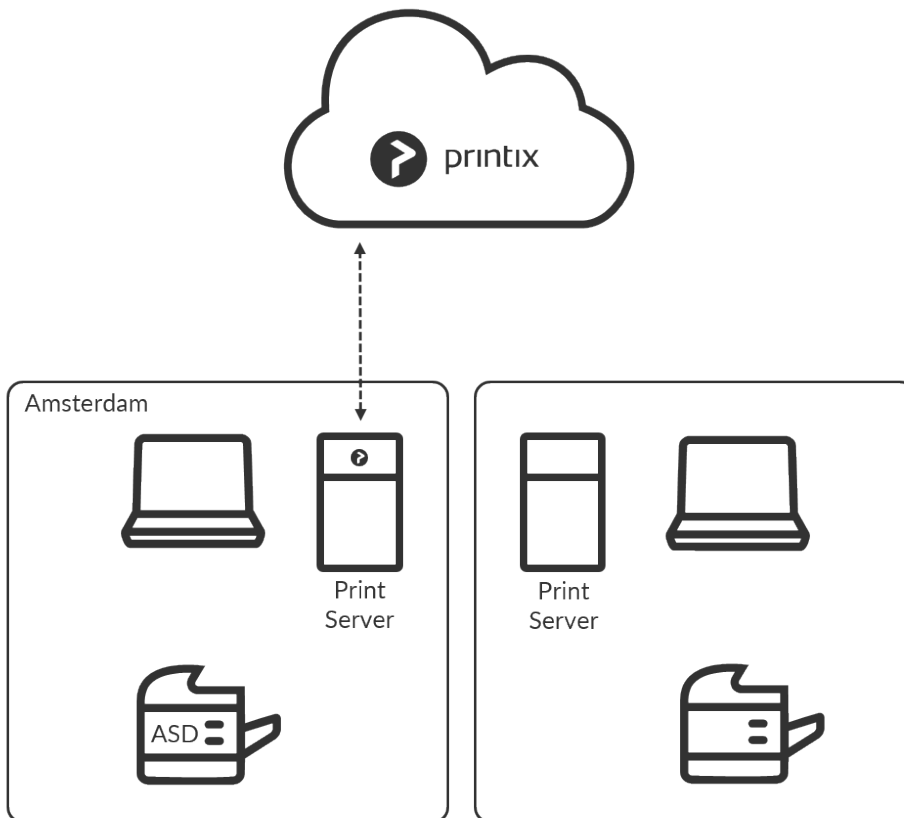 printix
Amsterdam
Print
Server
Print
Server
ASD